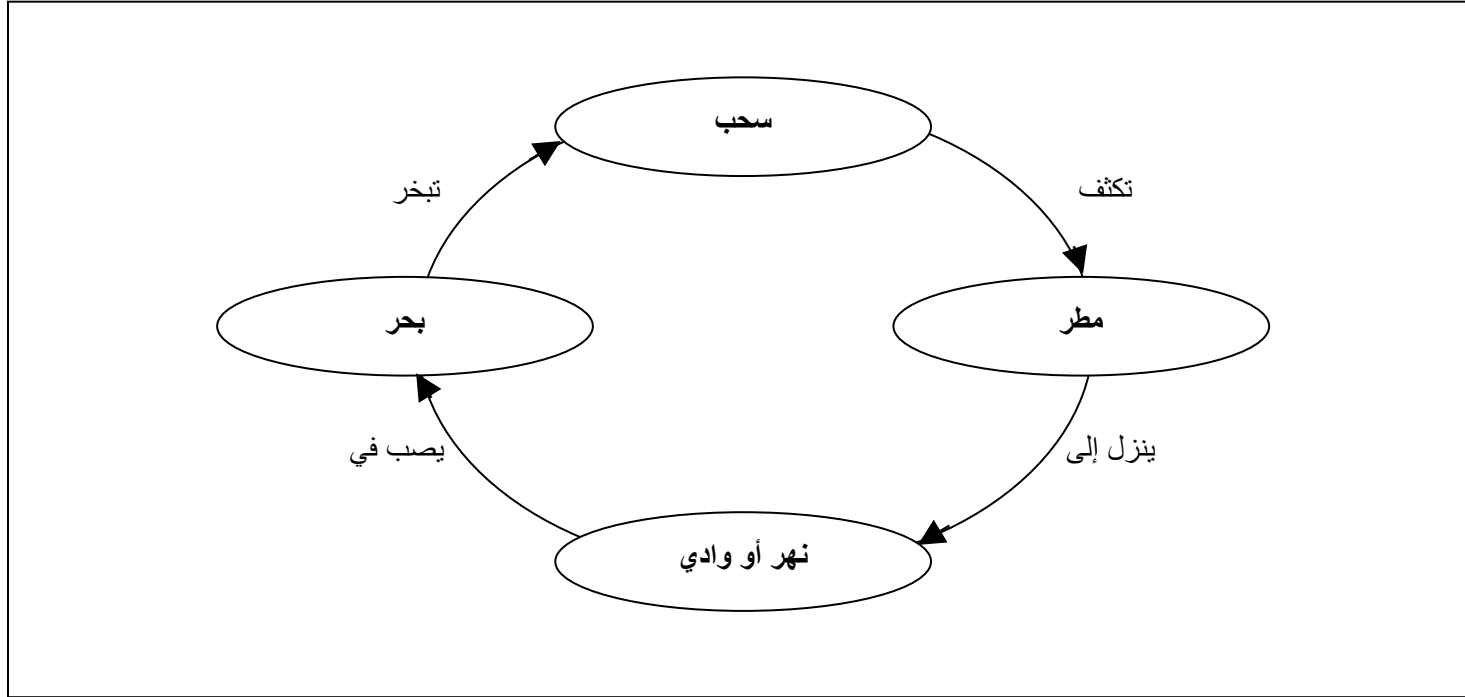 سحب
تكثف
تبخر
مطر
بحر
ينزل إلى
يصب في
نهر أو وادي